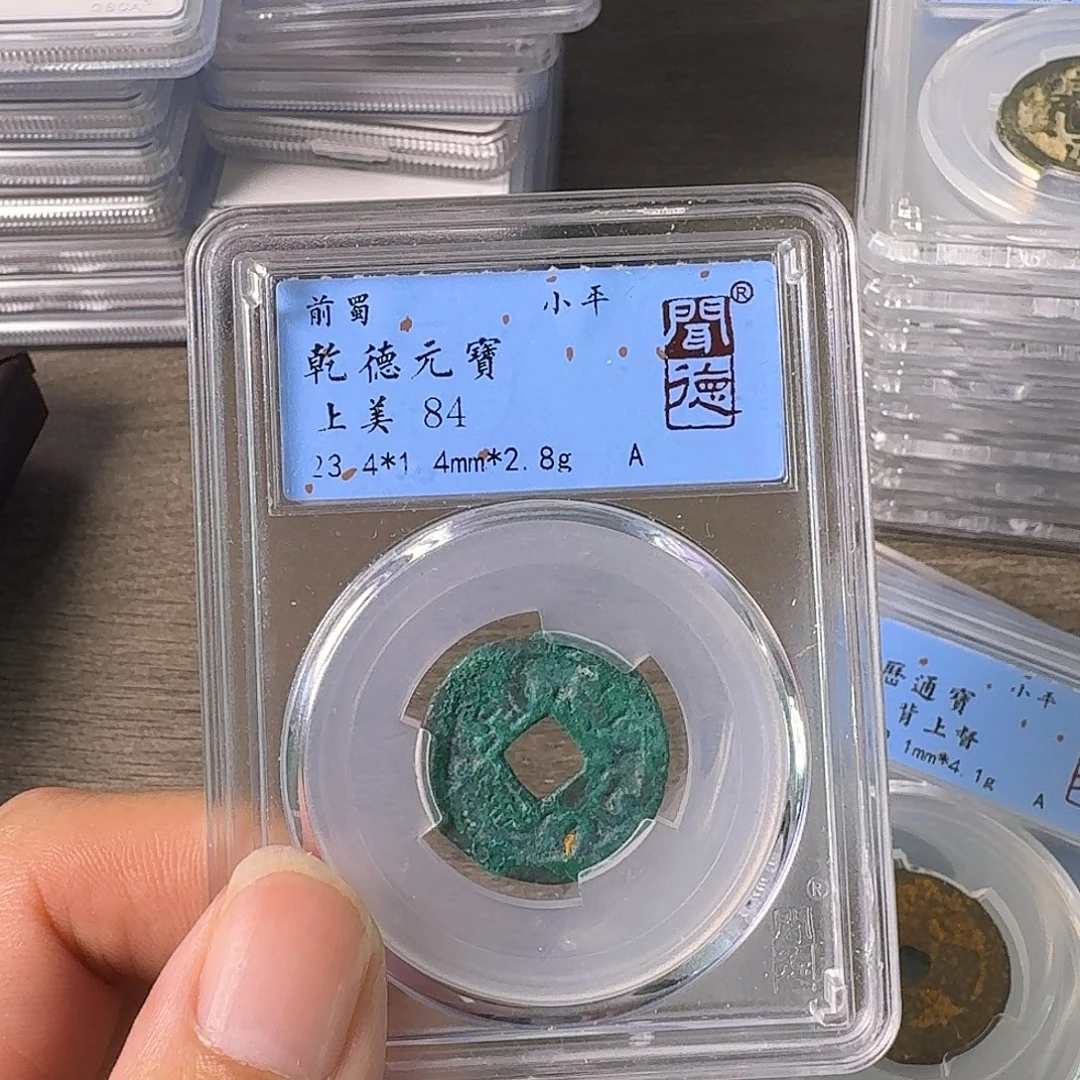 GBCA
前蜀 小平
乾德元寶
上美 84
23.4*1.4mm*2.8g A
聞德®
曆通寶 小平
背上督
1mm*4.1g A
®